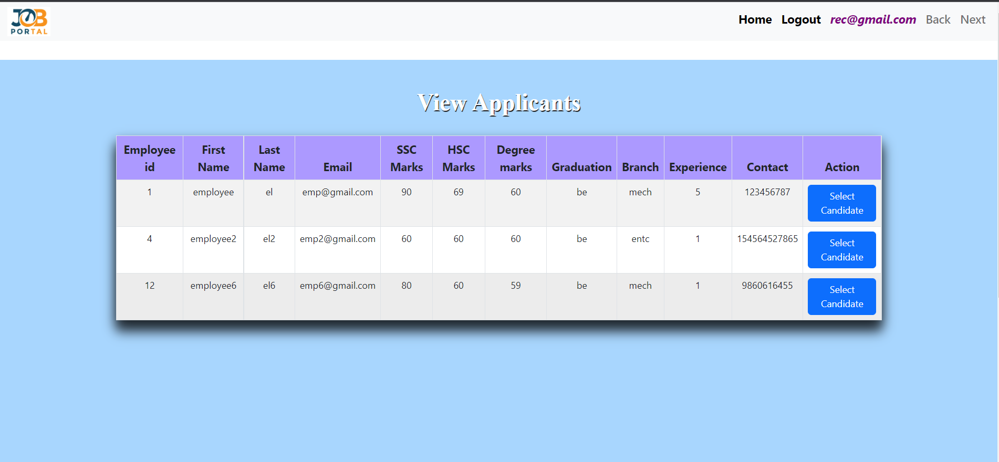 JOB
PORTAL
Home Logout rec@gmail.com Back Next
View Applicants
Employee id First Name Last Name Email SSC Marks HSC Marks Degree marks Graduation Branch Experience Contact Action
1 employee el emp@gmail.com 90 69 60 be mech 5 123456787 Select Candidate
4 employee2 el2 emp2@gmail.com 60 60 60 be entc 1 154564527865 Select Candidate
12 employee6 el6 emp6@gmail.com 80 60 59 be mech 1 9860616455 Select Candidate